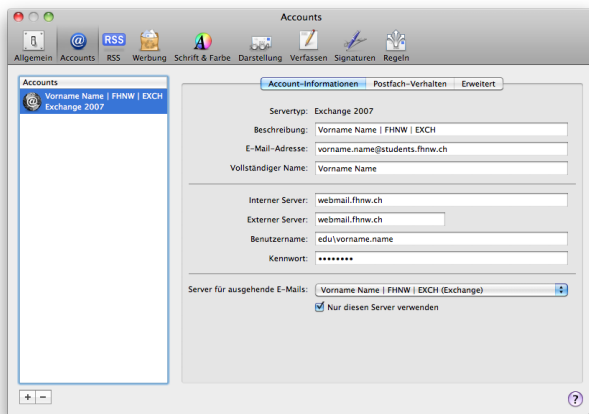 Accounts
RSS
Allgemein Accounts RSS Werbung Schrift & Farbe Darstellung Verfassen Signaturen Regeln
Accounts
Vorname Name | FHNW | EXCH
Exchange 2007
Account-Informationen Postfach-Verhalten Erweitert
Servertyp: Exchange 2007
Beschreibung: Vorname Name | FHNW | EXCH
E-Mail-Adresse: vorname.name@students.fhnw.ch
Vollständiger Name: Vorname Name
Interner Server: webmail.fhnw.ch
Externer Server: webmail.fhnw.ch
Benutzername: edu\vorname.name
Kennwort: ••••••••
Server für ausgehende E-Mails: Vorname Name | FHNW | EXCH (Exchange)
Nur diesen Server verwenden
+ − ?